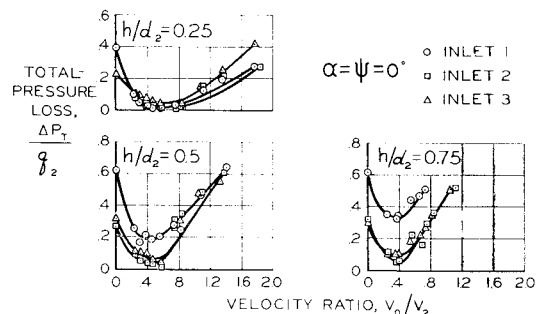 h/d₂=0.25
.6
.4
.2
0
TOTAL-
PRESSURE
LOSS,
ΔP_T
q₂
α=ψ=0°
○ INLET 1
□ INLET 2
△ INLET 3
h/d₂=0.5
.8
.6
.4
.2
0
0 .4 .8 1.2 1.6 2.0
h/d₂=0.75
.8
.6
.4
.2
0
0 .4 .8 1.2 1.6 2.0
VELOCITY RATIO, V₀/V₂